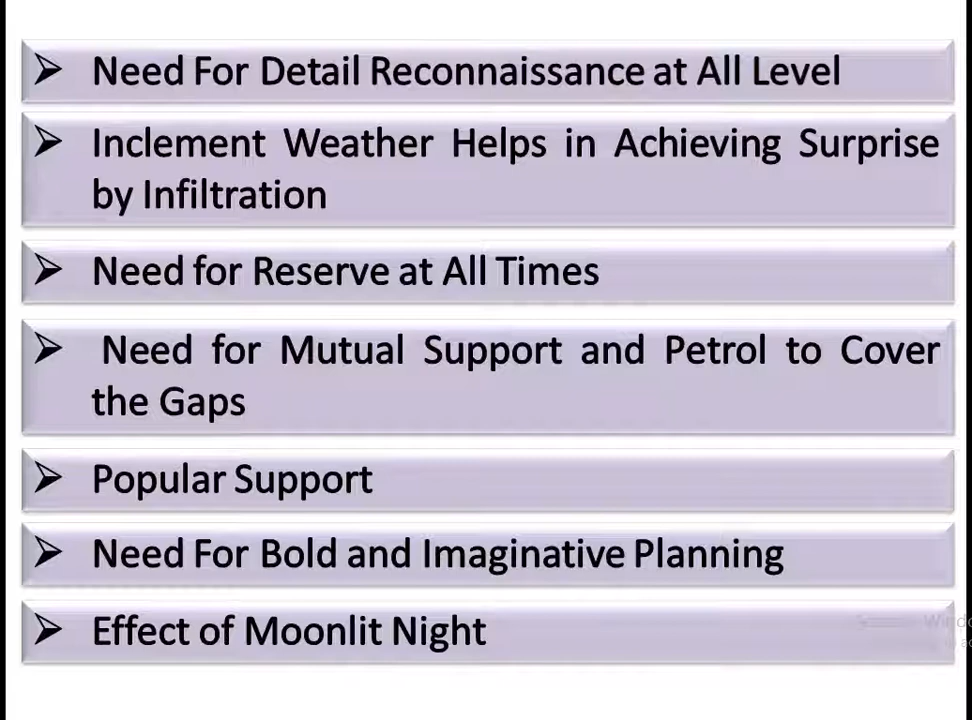 Need For Detail Reconnaissance at All Level
Inclement Weather Helps in Achieving Surprise
by Infiltration
Need for Reserve at All Times
Need for Mutual Support and Petrol to Cover
the Gaps
Popular Support
Need For Bold and Imaginative Planning
Effect of Moonlit Night